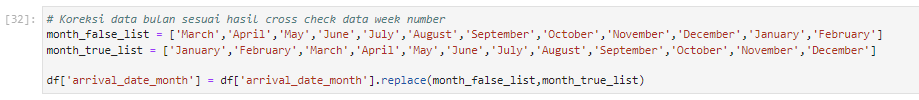 [32]: # Koreksi data bulan sesuai hasil cross check data week number
month_false_list = ['March','April','May','June','July','August','September','October','November','December','January','February']
month_true_list = ['January','February','March','April','May','June','July','August','September','October','November','December']
df['arrival_date_month'] = df['arrival_date_month'].replace(month_false_list,month_true_list)